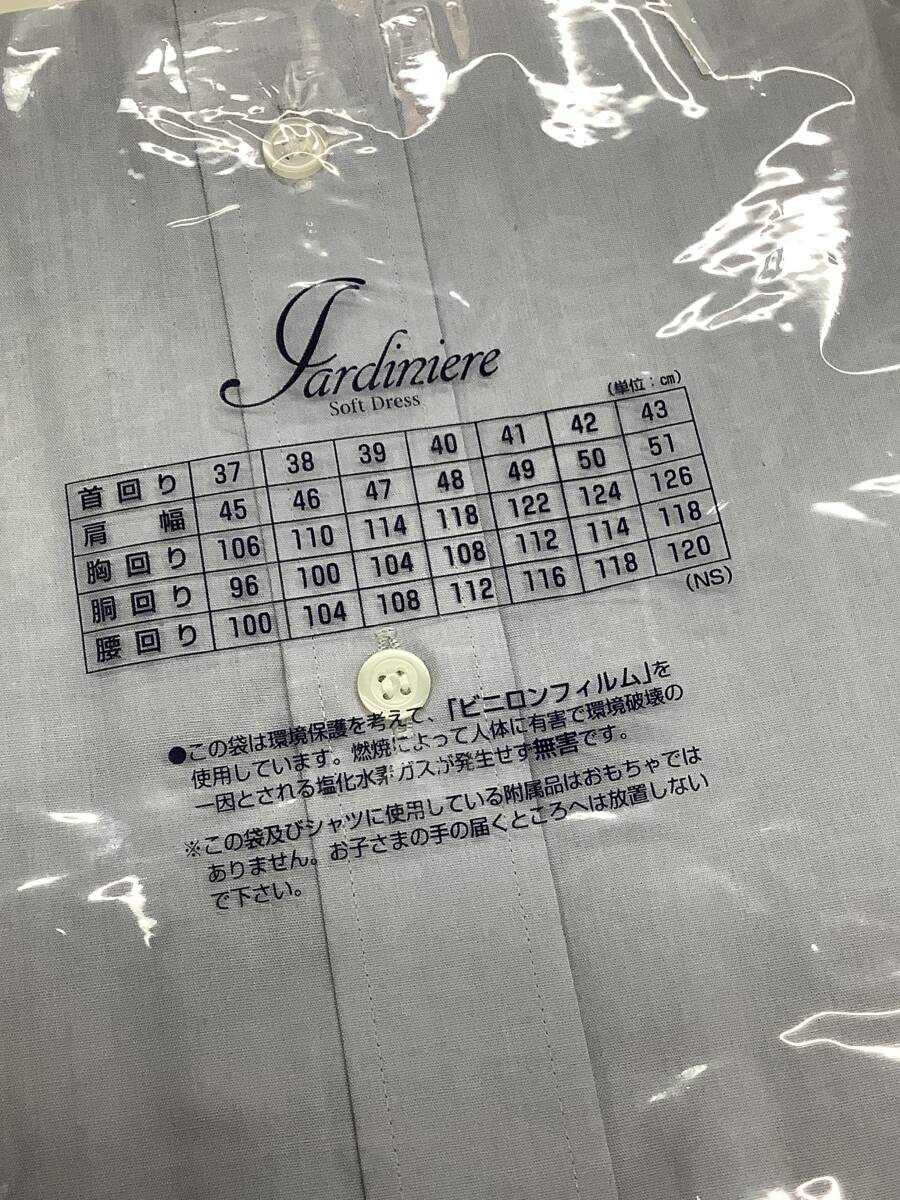 Jardiniere
Soft Dress
(単位：cm)
首回り 37 38 39 40 41 42 43
肩幅 45 46 47 48 49 50 51
胸回り 106 110 114 118 122 124 126
胴回り 96 100 104 108 112 114 118
腰回り 100 104 108 112 116 118 120
(NS)
●この袋は環境保護を考えて、「ビニロンフィルム」を
使用しています。燃焼によって人体に有害で環境破壊の
一因とされる塩化水素ガスが発生せず無害です。
※この袋及びシャツに使用している附属品はおもちゃでは
ありません。お子さまの手の届くところへは放置しない
で下さい。